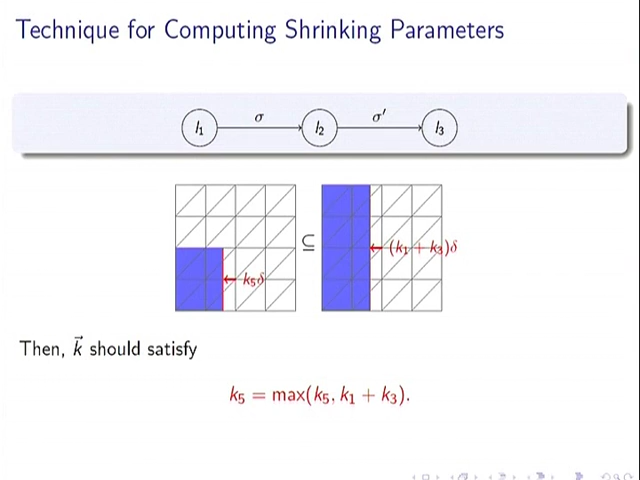 Technique for Computing Shrinking Parameters
l₁ σ l₂ σ′ l₃
⊆
← (k₁ + k₃)δ
← k₅δ
Then, k⃗ should satisfy
k₅ = max(k₅, k₁ + k₃).